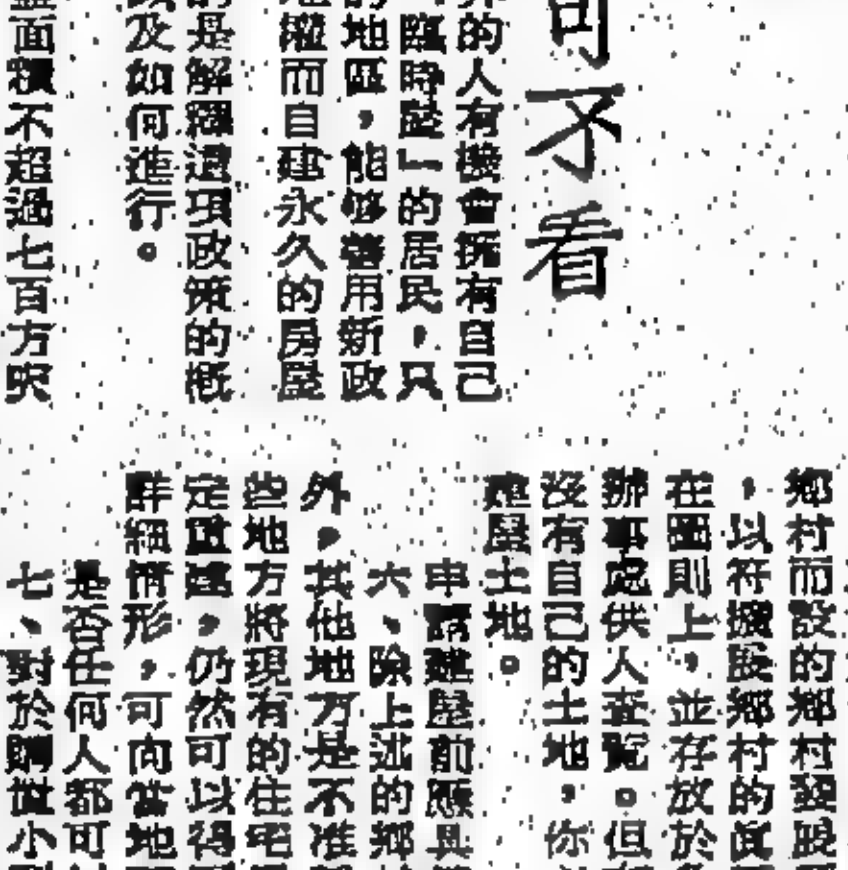 可不看
的人有機會擁有自己
臨時屋」的居民，只
的地區，能够善用新政
地權而自建永久的房屋
的是解釋這項政策的概
及如何進行。
面積不超過七百方呎
鄉村而設的鄉村發展
，以符擴展鄉村的真
在圖則上，並存放於
辦事處供人查覽。但
沒有自己的土地，你
建屋土地。
申請建屋前應具
六、除上述的鄉
外，其他地方是不准
些地方將現有的住宅
定重建，仍然可以得
詳細情形，可向當地
是否任何人都可
七、對於購置小